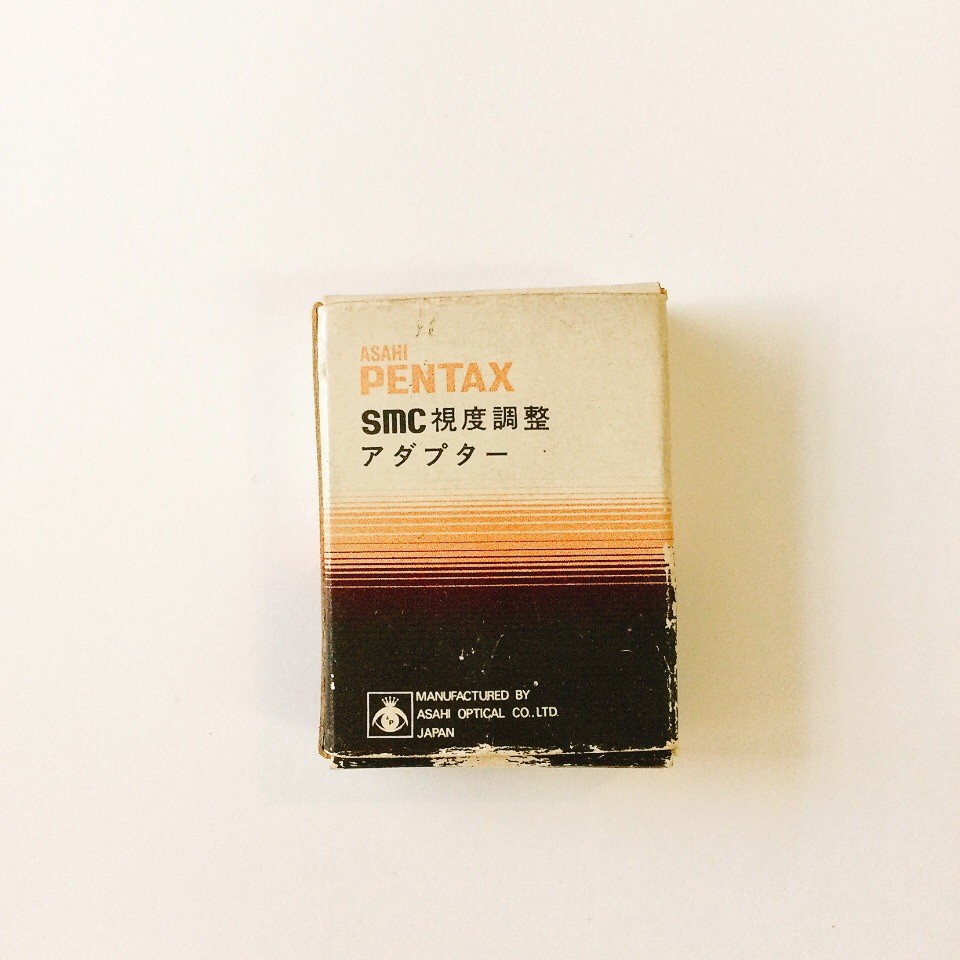 ASAHI
PENTAX
SMC視度調整
アダプター
MANUFACTURED BY
ASAHI OPTICAL CO.,LTD.
JAPAN